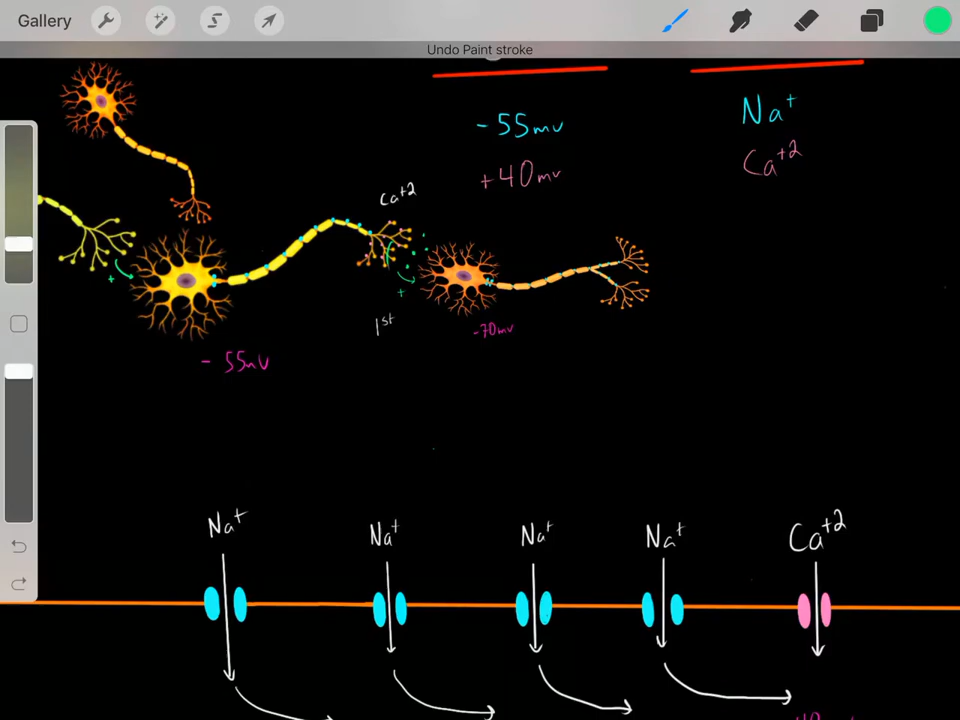 Gallery
Undo Paint stroke
-55mv
Na+
+40mv
Ca+2
Ca+2
+
+
1st
-70mv
- 55mV
Na+
Na+
Na+
Na+
Ca+2